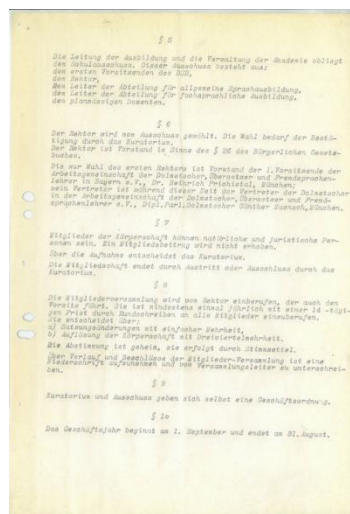 § 5
Die Leitung der Ausbildung und die Verwaltung der Akademie obliegt
dem Schulausschuss. Dieser Ausschuss besteht aus:
dem ersten Vorsitzenden des
dem Rektor,
dem Leiter der Abteilung für allgemeine Sprachausbildung,
dem Leiter der Abteilung für fachsprachliche Ausbildung,
den planmässigen Dozenten.
§ 6
Der Rektor wird vom Ausschuss gewählt. Die Wahl bedarf der Bestä-
tigung durch das Kuratorium.
Der Rektor ist Vorstand im Sinne des § 26 des Bürgerlichen Gesetz-
buches.
Bis zur Wahl des ersten Rektors ist Vorstand der 1. Vorsitzende der
Arbeitsgemeinschaft der Dolmetscher, Übersetzer und Fremdsprachen-
lehrer in Bayern e.V., Dr. Heinrich München;
sein Vertreter ist während dieser Zeit der Vertreter der Dolmetscher
in der Arbeitsgemeinschaft der Dolmetscher, Übersetzer und Fremd-
sprachenlehrer e.V., Dipl. Dolmetscher Günther München.
§ 7
Mitglieder der Körperschaft können natürliche und juristische Per-
sonen sein. Ein Mitgliedsbeitrag wird nicht erhoben.
Über die Aufnahme entscheidet das Kuratorium.
Die Mitgliedschaft endet durch Austritt oder Ausschluss durch das
Kuratorium.
§ 8
Die Mitgliederversammlung wird vom Rektor einberufen, der auch den
Vorsitz führt. Sie ist mindestens einmal jährlich mit einer 14-tägi-
gen Frist durch Rundschreiben an alle Mitglieder einzuberufen.
Sie entscheidet über:
a) Satzungsänderungen mit einfacher Mehrheit,
b) Auflösung der Körperschaft mit Dreiviertelmehrheit.
Die Abstimmung ist geheim, sie erfolgt durch Stimmzettel.
Über Verlauf und Beschlüsse der Mitglieder-Versammlung ist eine
Niederschrift aufzunehmen und vom Versammlungsleiter zu unterschrei-
ben.
§ 9
Kuratorium und Ausschuss geben sich selbst eine Geschäftsordnung.
§ 10
Das Geschäftsjahr beginnt am 1. September und endet am 31. August.